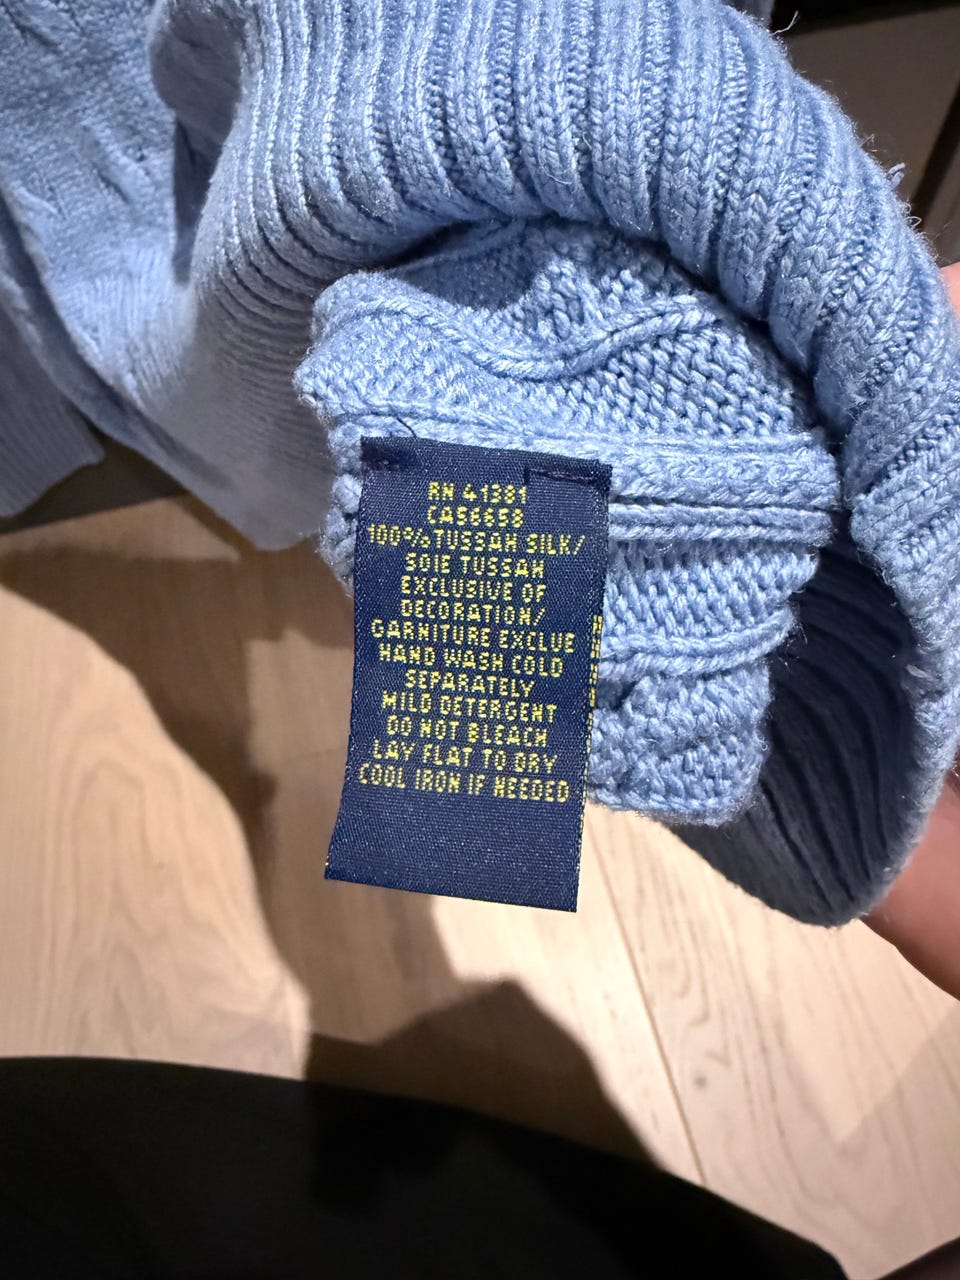 RN 41381
CA56658
100% TUSSAH SILK/
SOIE TUSSAH
EXCLUSIVE OF
DECORATION/
GARNITURE EXCLUE
HAND WASH COLD
SEPARATELY
MILD DETERGENT
DO NOT BLEACH
LAY FLAT TO DRY
COOL IRON IF NEEDED